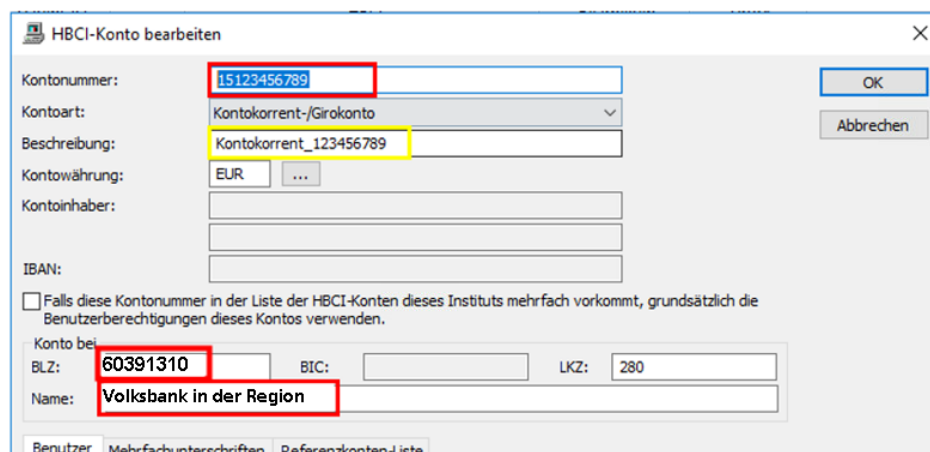 HBCI-Konto bearbeiten
Kontonummer: 15123456789 OK
Kontoart: Kontokorrent-/Girokonto
Abbrechen
Beschreibung: Kontokorrent_123456789
Kontowährung: EUR ...
Kontoinhaber:
IBAN:
Falls diese Kontonummer in der Liste der HBCI-Konten dieses Instituts mehrfach vorkommt, grundsätzlich die
Benutzerberechtigungen dieses Kontos verwenden.
Konto bei
BLZ: 60391310 BIC: LKZ: 280
Name: Volksbank in der Region
Benutzer Mehrfachunterschriften Referenzkonten-Liste